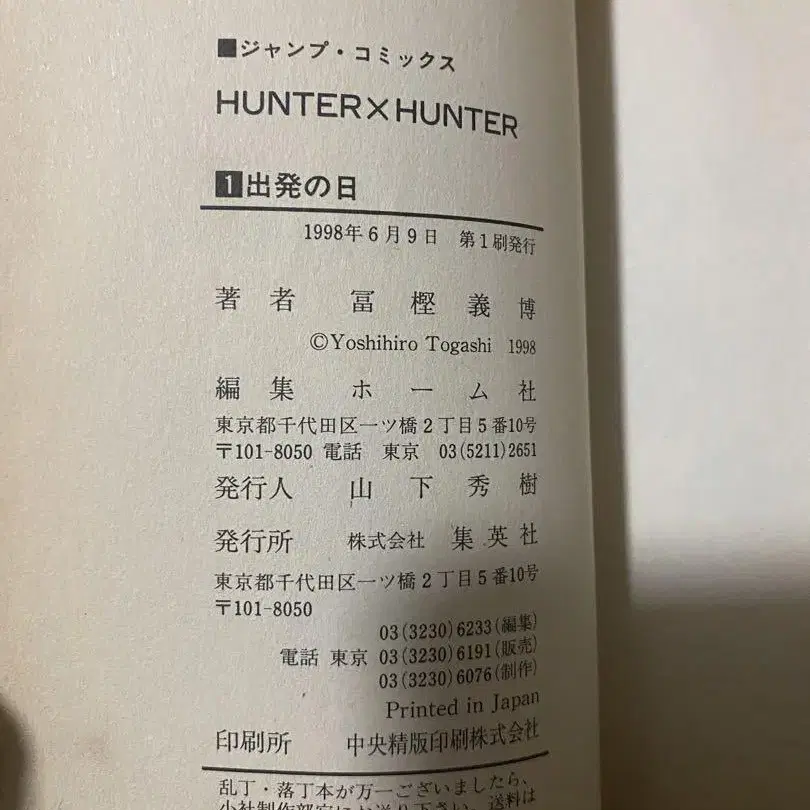 ■ジャンプ・コミックス
HUNTER×HUNTER
1出発の日
1998年6月9日 第1刷発行
著者 冨樫義博
©Yoshihiro Togashi 1998
編集 ホーム社
東京都千代田区一ツ橋2丁目5番10号
〒101-8050 電話 東京 03(5211)2651
発行人 山下秀樹
発行所 株式会社 集英社
東京都千代田区一ツ橋2丁目5番10号
〒101-8050
03(3230)6233(編集)
電話 東京 03(3230)6191(販売)
03(3230)6076(制作)
Printed in Japan
印刷所 中央精版印刷株式会社
乱丁・落丁本が万一ございましたら、